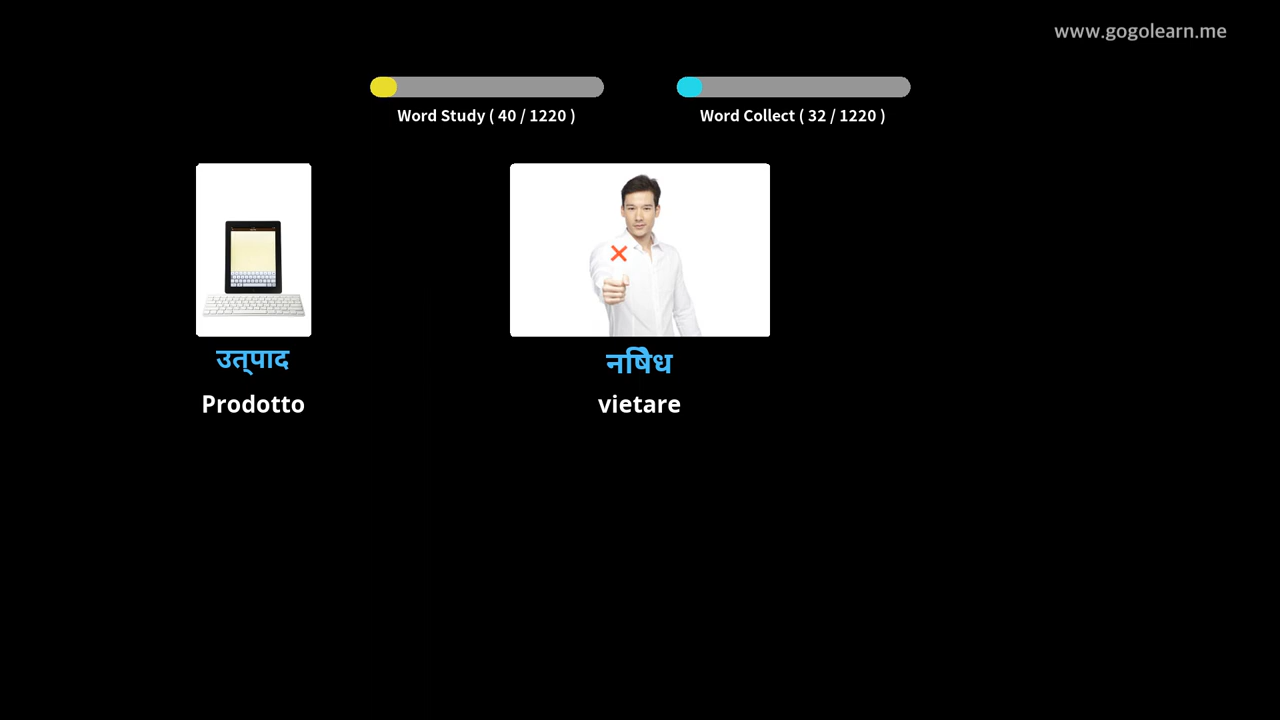 www.gogolearn.me
Word Study ( 40 / 1220 )
Word Collect ( 32 / 1220 )
उत्‌पाद
निषेध
Prodotto
vietare